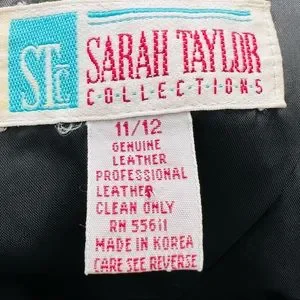 STC
SARAH TAYLOR
COLLECTIONS
11/12
GENUINE
LEATHER
PROFESSIONAL
LEATHER
CLEAN ONLY
RN 55611
MADE IN KOREA
CARE SEE REVERSE